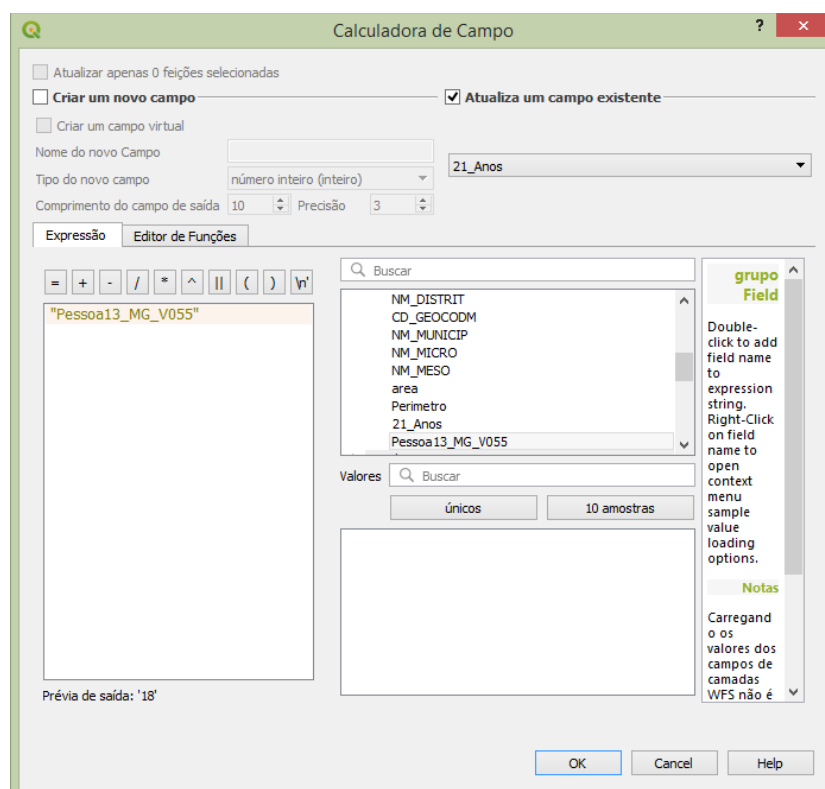 Calculadora de Campo
?
×
Atualizar apenas 0 feições selecionadas
Criar um novo campo
Atualiza um campo existente
Criar um campo virtual
Nome do novo Campo
21_Anos
Tipo do novo campo
número inteiro (inteiro)
Comprimento do campo de saída
10
Precisão
3
Expressão
Editor de Funções
= + - / * ^ || ( ) \n'
"Pessoa13_MG_V055"
Prévia de saída: '18'
Buscar
NM_DISTRIT
CD_GEOCODM
NM_MUNICIP
NM_MICRO
NM_MESO
area
Perimetro
21_Anos
Pessoa13_MG_V055
Valores
Buscar
únicos
10 amostras
grupo
Field
Double-
click to add
field name
to
expression
string.
Right-Click
on field
name to
open
context
menu
sample
value
loading
options.
Notas
Carregand
o os
valores dos
campos de
camadas
WFS não é
OK
Cancel
Help